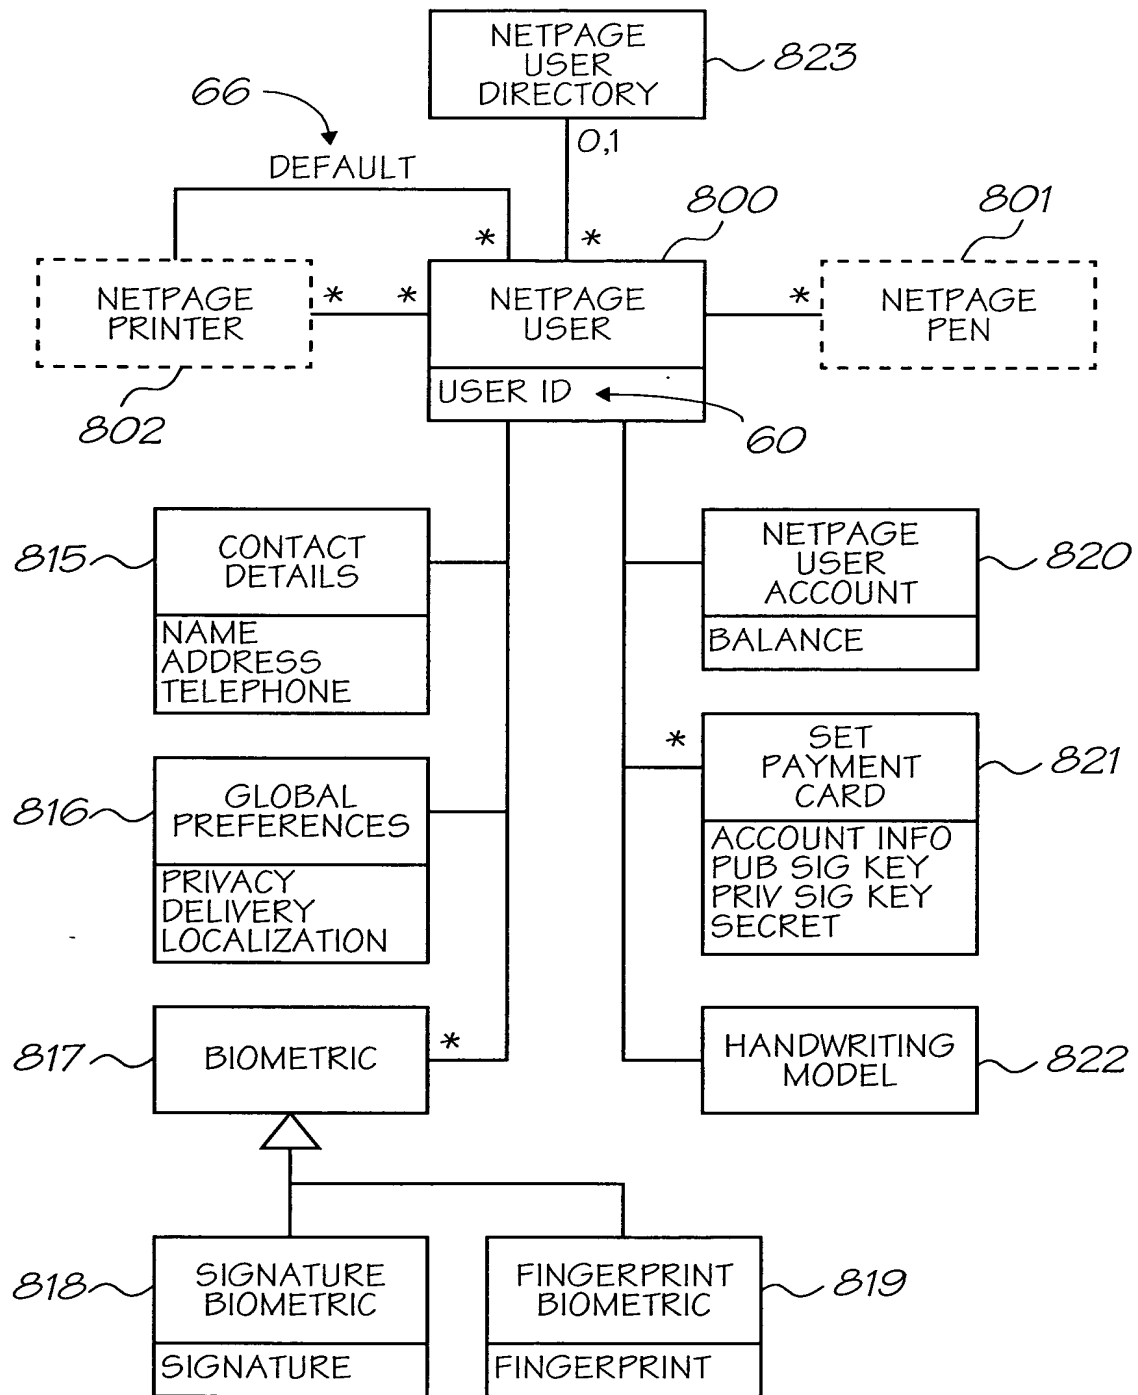 NETPAGE
USER
DIRECTORY
823
66
0,1
DEFAULT
800
801
*
*
NETPAGE
PRINTER
*
*
NETPAGE
USER
*
NETPAGE
PEN
802
USER ID
60
815
CONTACT
DETAILS
NAME
ADDRESS
TELEPHONE
NETPAGE
USER
ACCOUNT
820
BALANCE
816
GLOBAL
PREFERENCES
PRIVACY
DELIVERY
LOCALIZATION
*
SET
PAYMENT
CARD
821
ACCOUNT INFO
PUB SIG KEY
PRIV SIG KEY
SECRET
817
BIOMETRIC
*
HANDWRITING
MODEL
822
818
SIGNATURE
BIOMETRIC
SIGNATURE
FINGERPRINT
BIOMETRIC
819
FINGERPRINT